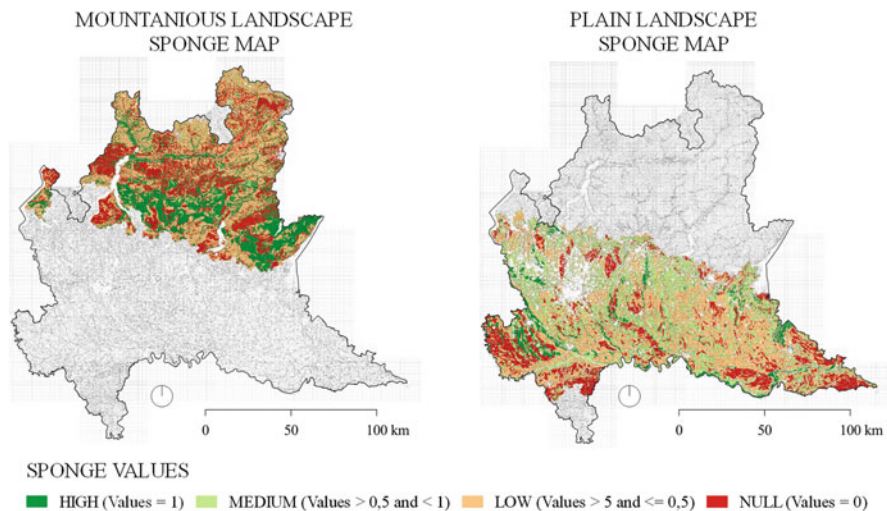 MOUNTANIOUS LANDSCAPE
SPONGE MAP
PLAIN LANDSCAPE
SPONGE MAP
0 50 100 km
0 50 100 km
SPONGE VALUES
HIGH (Values = 1) MEDIUM (Values > 0,5 and < 1) LOW (Values > 5 and <= 0,5) NULL (Values = 0)